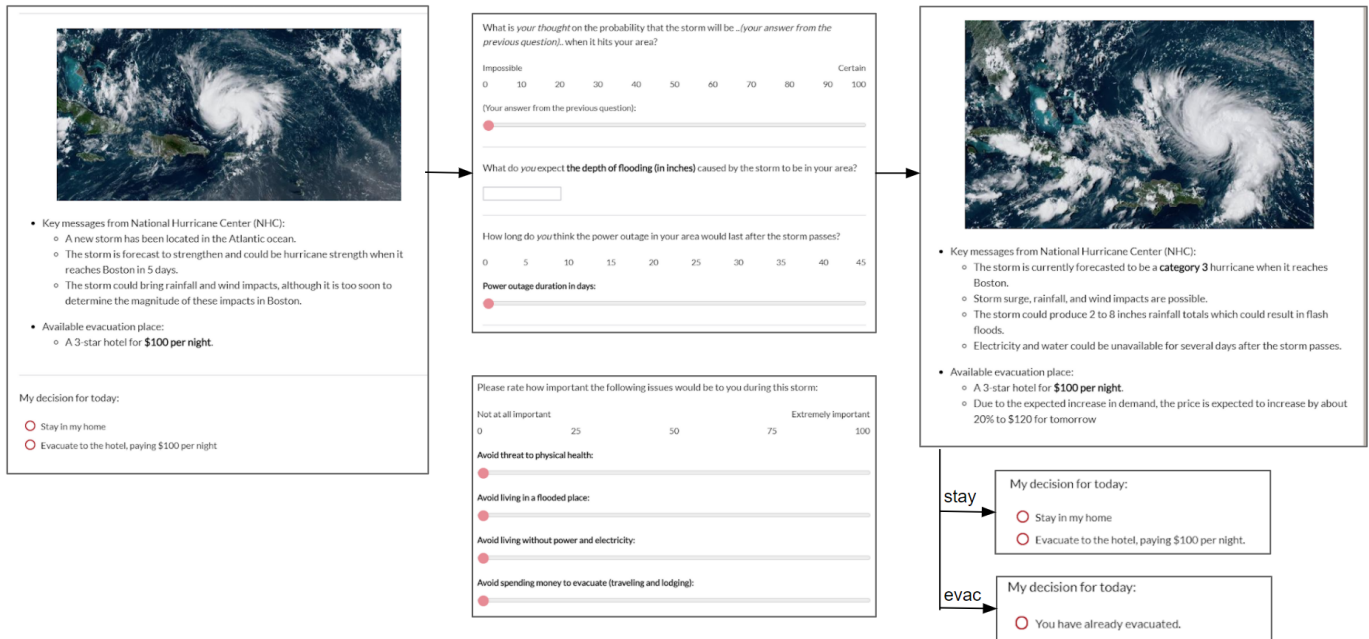 Key messages from National Hurricane Center (NHC):
A new storm has been located in the Atlantic ocean.
The storm is forecast to strengthen and could be hurricane strength when it
reaches Boston in 5 days.
The storm could bring rainfall and wind impacts, although it is too soon to
determine the magnitude of these impacts in Boston.
Available evacuation place:
A 3-star hotel for $100 per night.
My decision for today:
Stay in my home
Evacuate to the hotel, paying $100 per night
What is your thought on the probability that the storm will be ..(your answer from the
previous question).. when it hits your area?
Impossible Certain
0 10 20 30 40 50 60 70 80 90 100
(Your answer from the previous question):
What do you expect the depth of flooding (in inches) caused by the storm to be in your area?
How long do you think the power outage in your area would last after the storm passes?
0 5 10 15 20 25 30 35 40 45
Power outage duration in days:
Please rate how important the following issues would be to you during this storm:
Not at all important Extremely important
0 25 50 75 100
Avoid threat to physical health:
Avoid living in a flooded place:
Avoid living without power and electricity:
Avoid spending money to evacuate (traveling and lodging):
Key messages from National Hurricane Center (NHC):
The storm is currently forecasted to be a category 3 hurricane when it reaches
Boston.
Storm surge, rainfall, and wind impacts are possible.
The storm could produce 2 to 8 inches rainfall totals which could result in flash
floods.
Electricity and water could be unavailable for several days after the storm passes.
Available evacuation place:
A 3-star hotel for $100 per night.
Due to the expected increase in demand, the price is expected to increase by about
20% to $120 for tomorrow
stay
My decision for today:
Stay in my home
Evacuate to the hotel, paying $100 per night.
evac
My decision for today:
You have already evacuated.